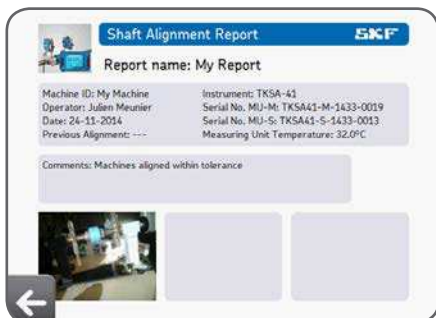 Shaft Alignment Report
SKF
Report name: My Report
Machine ID: My Machine
Operator: Julien Meunier
Date: 24-11-2014
Previous Alignment: ---
Instrument: TKSA-41
Serial No. MU-M: TKSA41-M-1433-0019
Serial No. MU-S: TKSA41-S-1433-0013
Measuring Unit Temperature: 32.0ºC
Comments: Machines aligned within tolerance